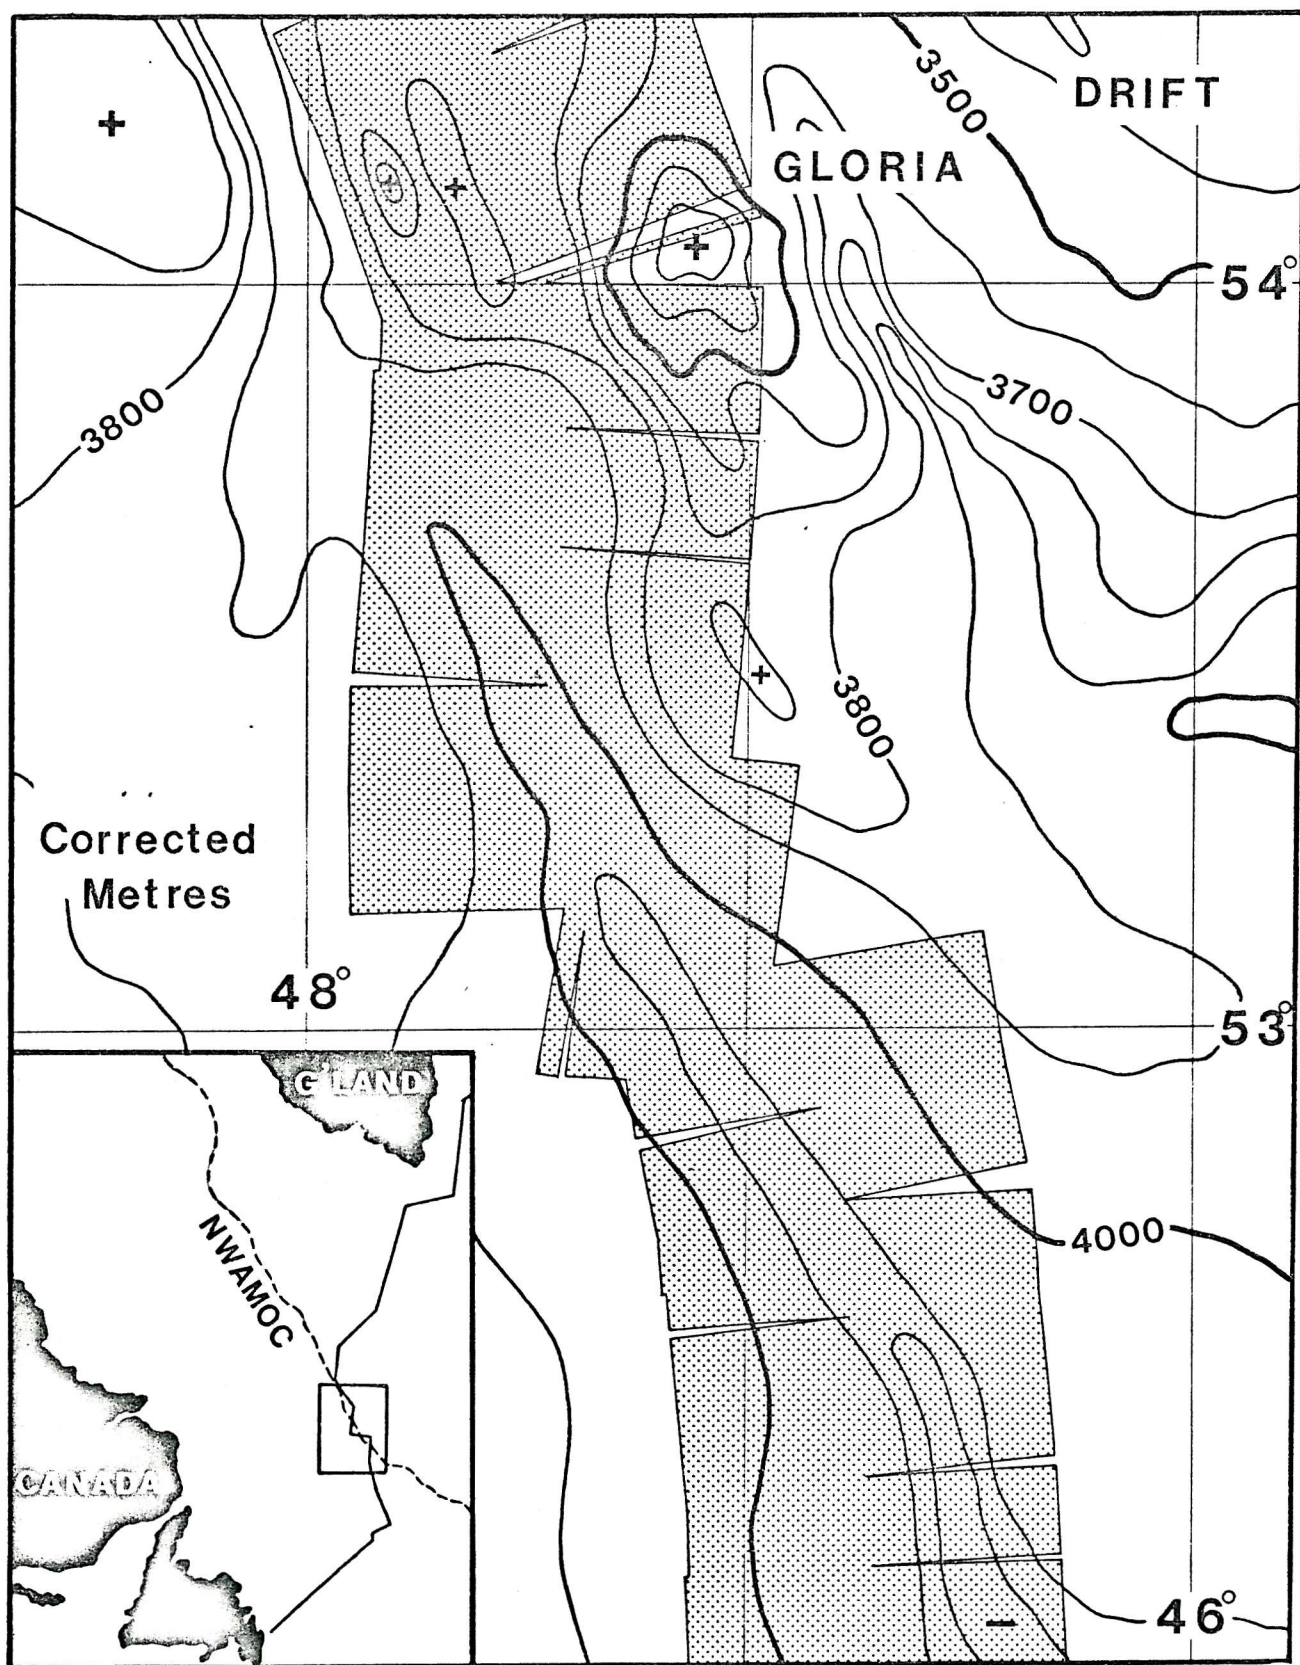 3500
DRIFT
GLORIA
54°
3700
3800
3800
Corrected
Metres
48°
53°
G'LAND
NWAMOC
4000
CANADA
46°